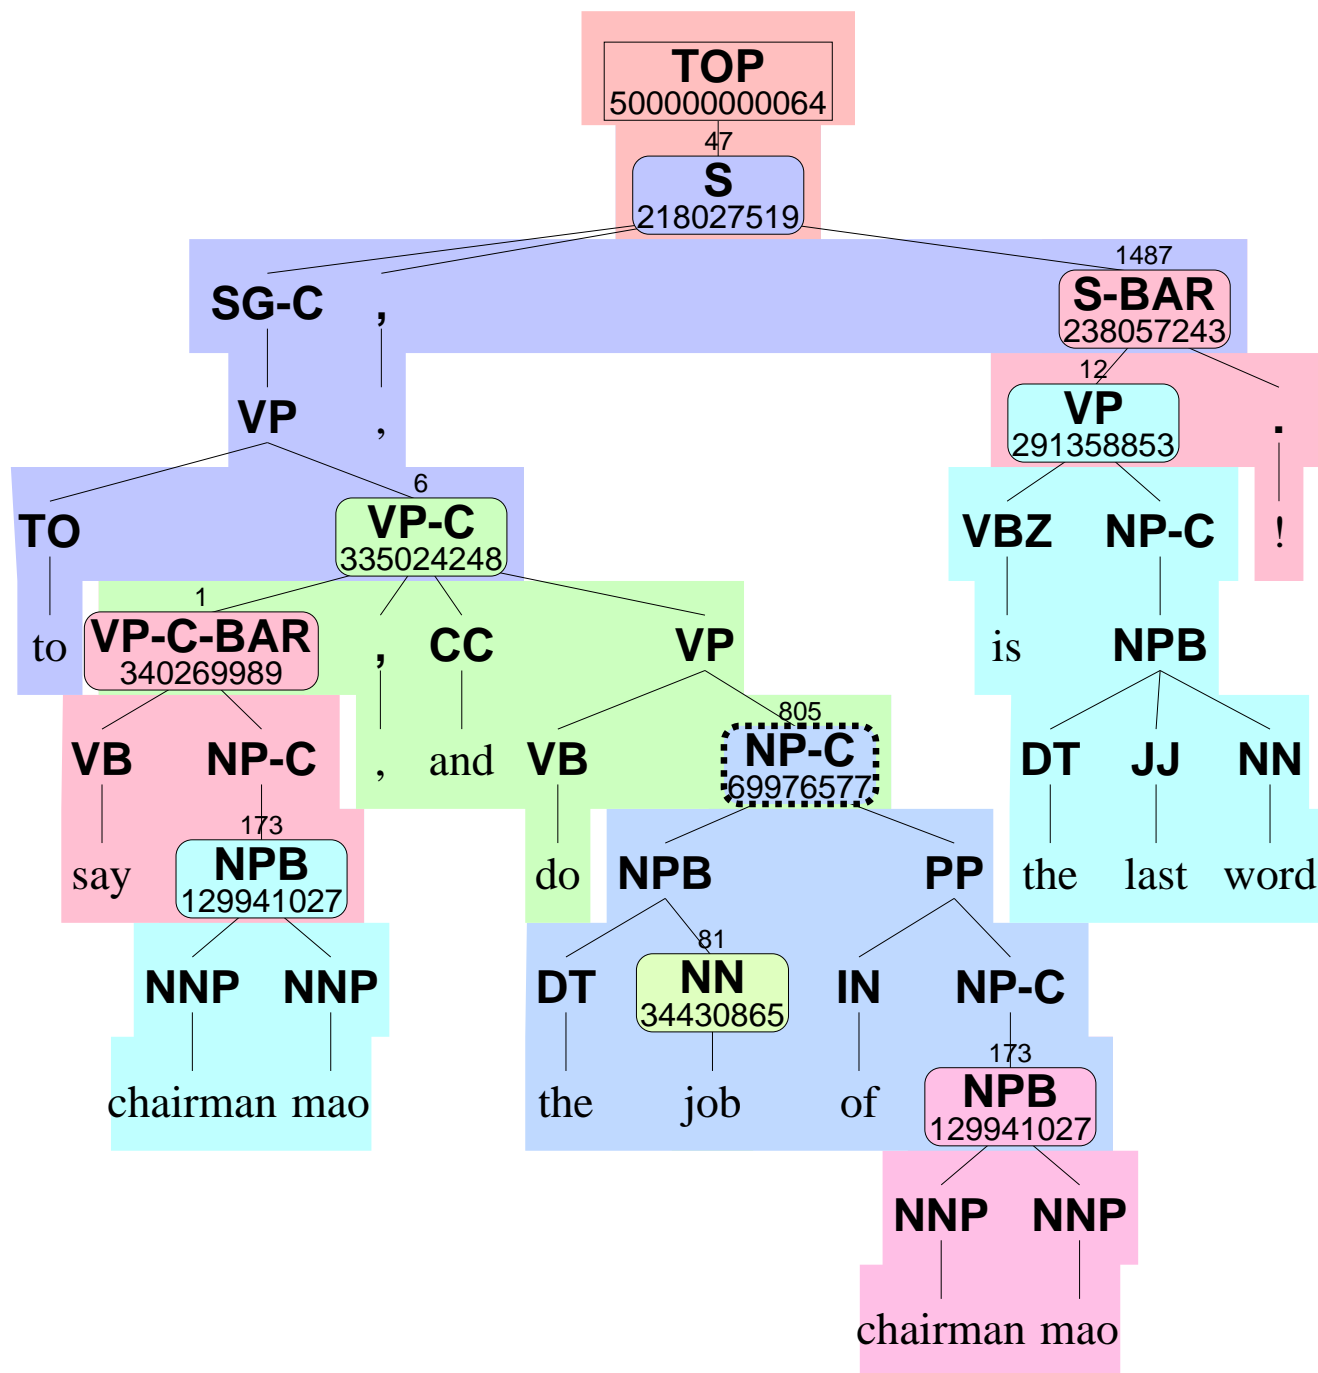 TOP
500000000064
47
S
218027519
1487
SG-C , S-BAR
238057243
12
VP , VP .
291358853
6
TO VP-C VBZ NP-C !
335024248
1
to VP-C-BAR , CC VP is NPB
340269989
805
VB NP-C , and VB NP-C DT JJ NN
69976577
173
say NPB do NPB PP the last word
129941027
81
NNP NNP DT NN IN NP-C
34430865
173
chairman mao the job of NPB
129941027
NNP NNP
chairman mao